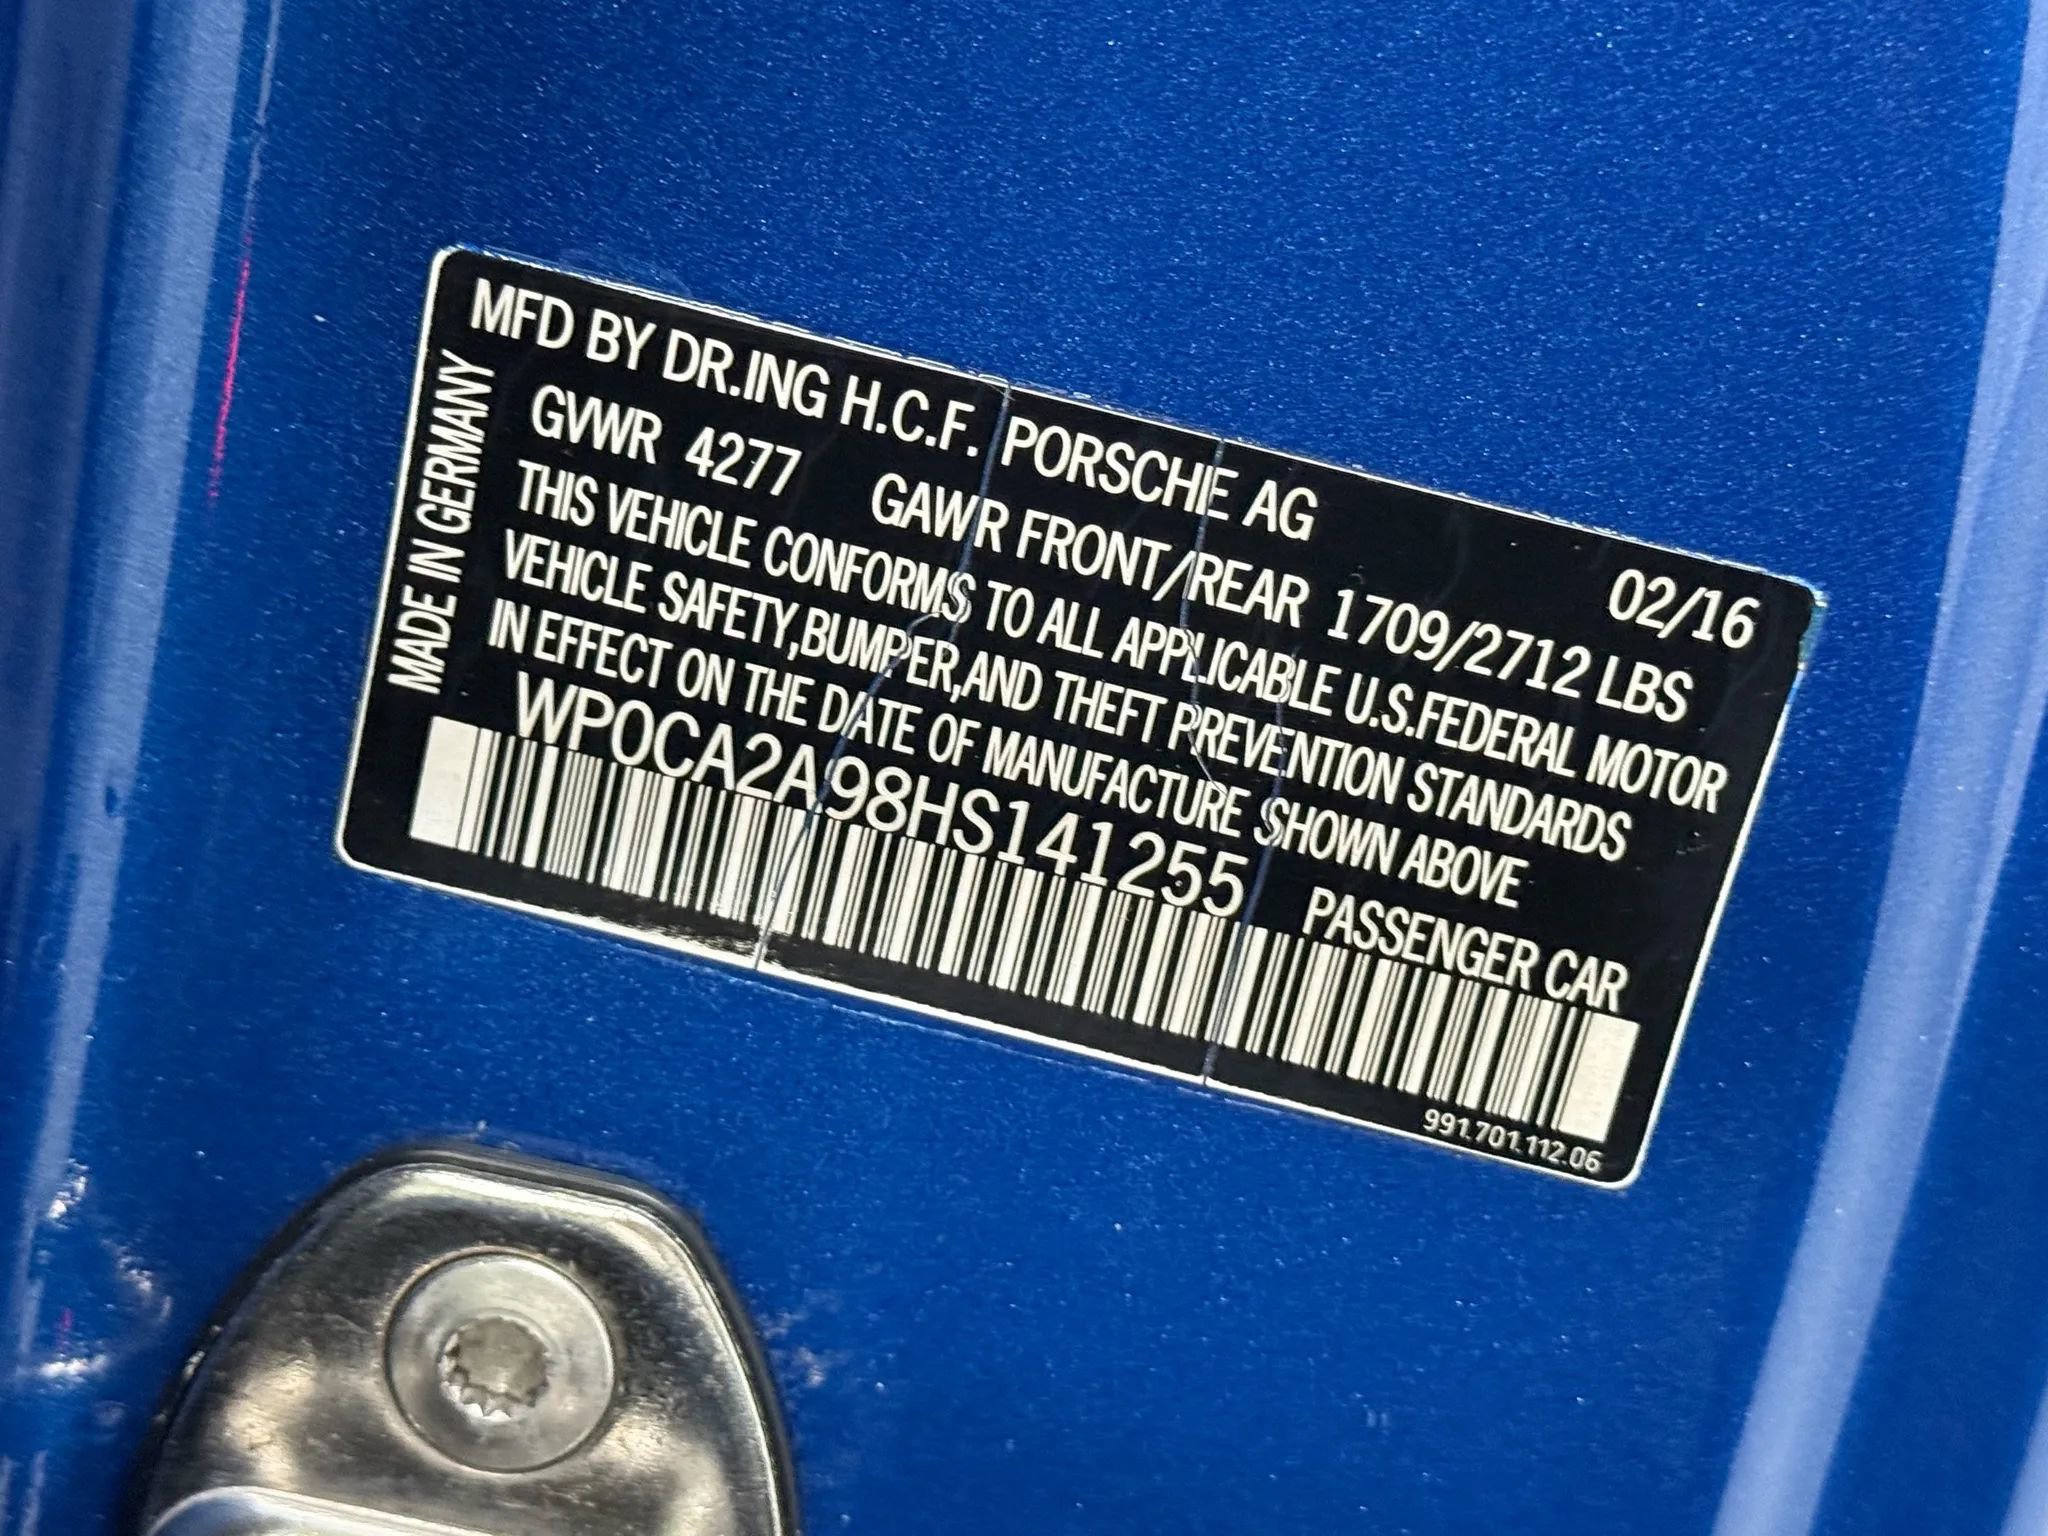 MFD BY DR.ING H.C.F. PORSCHE AG 02/16
GVWR 4277 GAWR FRONT/REAR 1709/2712 LBS
THIS VEHICLE CONFORMS TO ALL APPLICABLE U.S.FEDERAL MOTOR
VEHICLE SAFETY,BUMPER,AND THEFT PREVENTION STANDARDS
IN EFFECT ON THE DATE OF MANUFACTURE SHOWN ABOVE
WP0CA2A98HS141255 PASSENGER CAR
991.701.112.06
MADE IN GERMANY